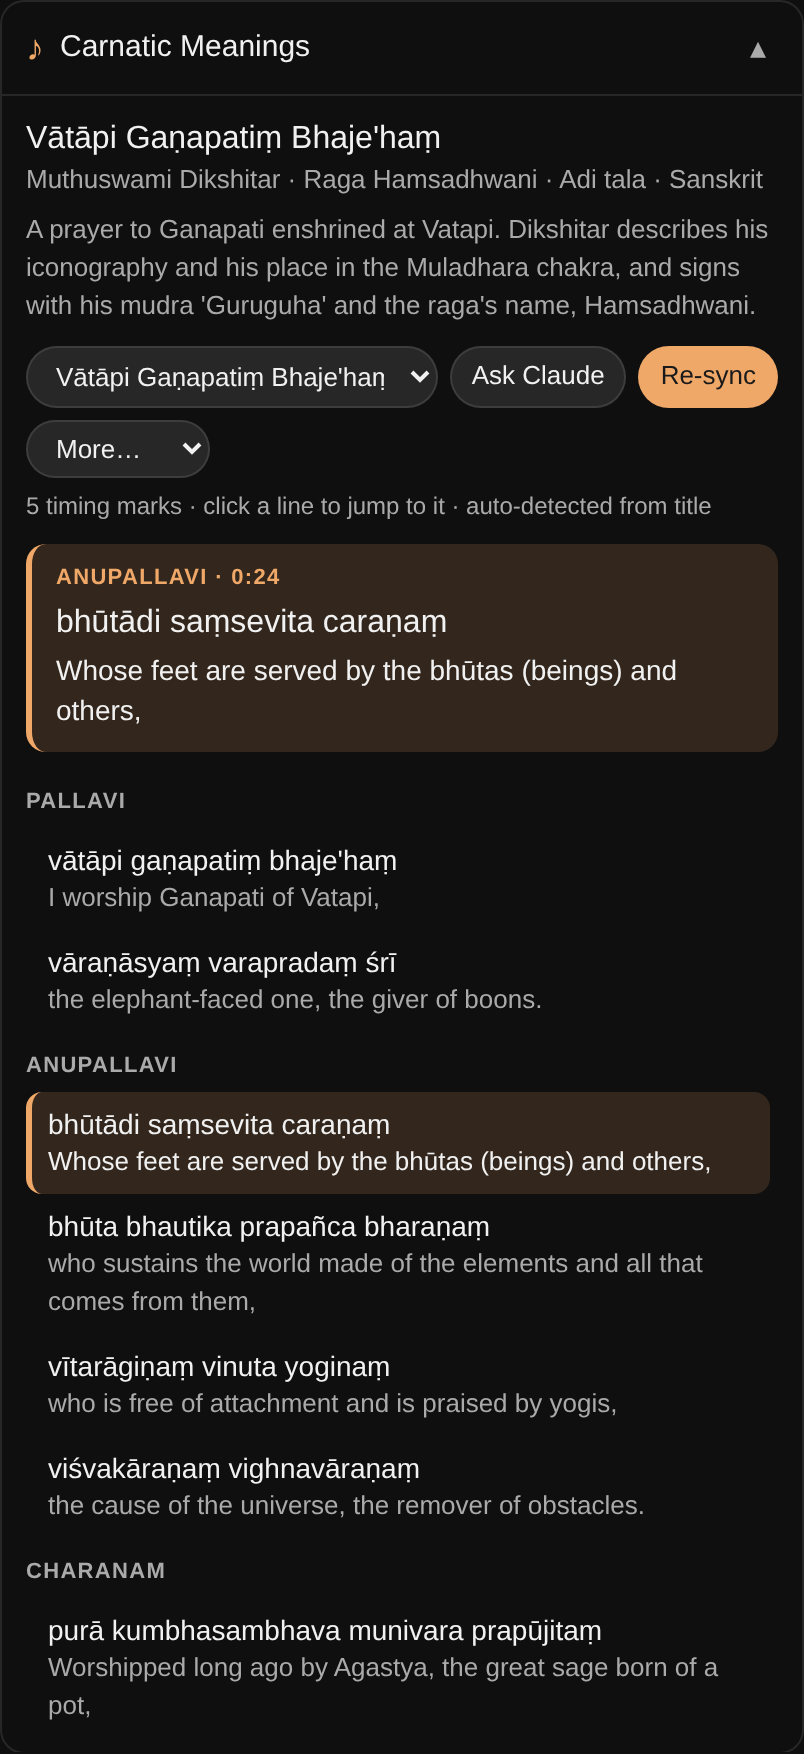 ♪ Carnatic Meanings ▲
Vātāpi Gaṇapatiṃ Bhaje'haṃ
Muthuswami Dikshitar · Raga Hamsadhwani · Adi tala · Sanskrit
A prayer to Ganapati enshrined at Vatapi. Dikshitar describes his
iconography and his place in the Muladhara chakra, and signs
with his mudra 'Guruguha' and the raga's name, Hamsadhwani.
Vātāpi Gaṇapatiṃ Bhaje'haṃ Ask Claude Re-sync
More…
5 timing marks · click a line to jump to it · auto-detected from title
ANUPALLAVI · 0:24
bhūtādi saṃsevita caraṇaṃ
Whose feet are served by the bhūtas (beings) and
others,
PALLAVI
vātāpi gaṇapatiṃ bhaje'haṃ
I worship Ganapati of Vatapi,
vāraṇāsyaṃ varapradaṃ śrī
the elephant-faced one, the giver of boons.
ANUPALLAVI
bhūtādi saṃsevita caraṇaṃ
Whose feet are served by the bhūtas (beings) and others,
bhūta bhautika prapañca bharaṇaṃ
who sustains the world made of the elements and all that
comes from them,
vītarāgiṇaṃ vinuta yoginaṃ
who is free of attachment and is praised by yogis,
viśvakāraṇaṃ vighnavāraṇaṃ
the cause of the universe, the remover of obstacles.
CHARANAM
purā kumbhasambhava munivara prapūjitaṃ
Worshipped long ago by Agastya, the great sage born of a
pot,